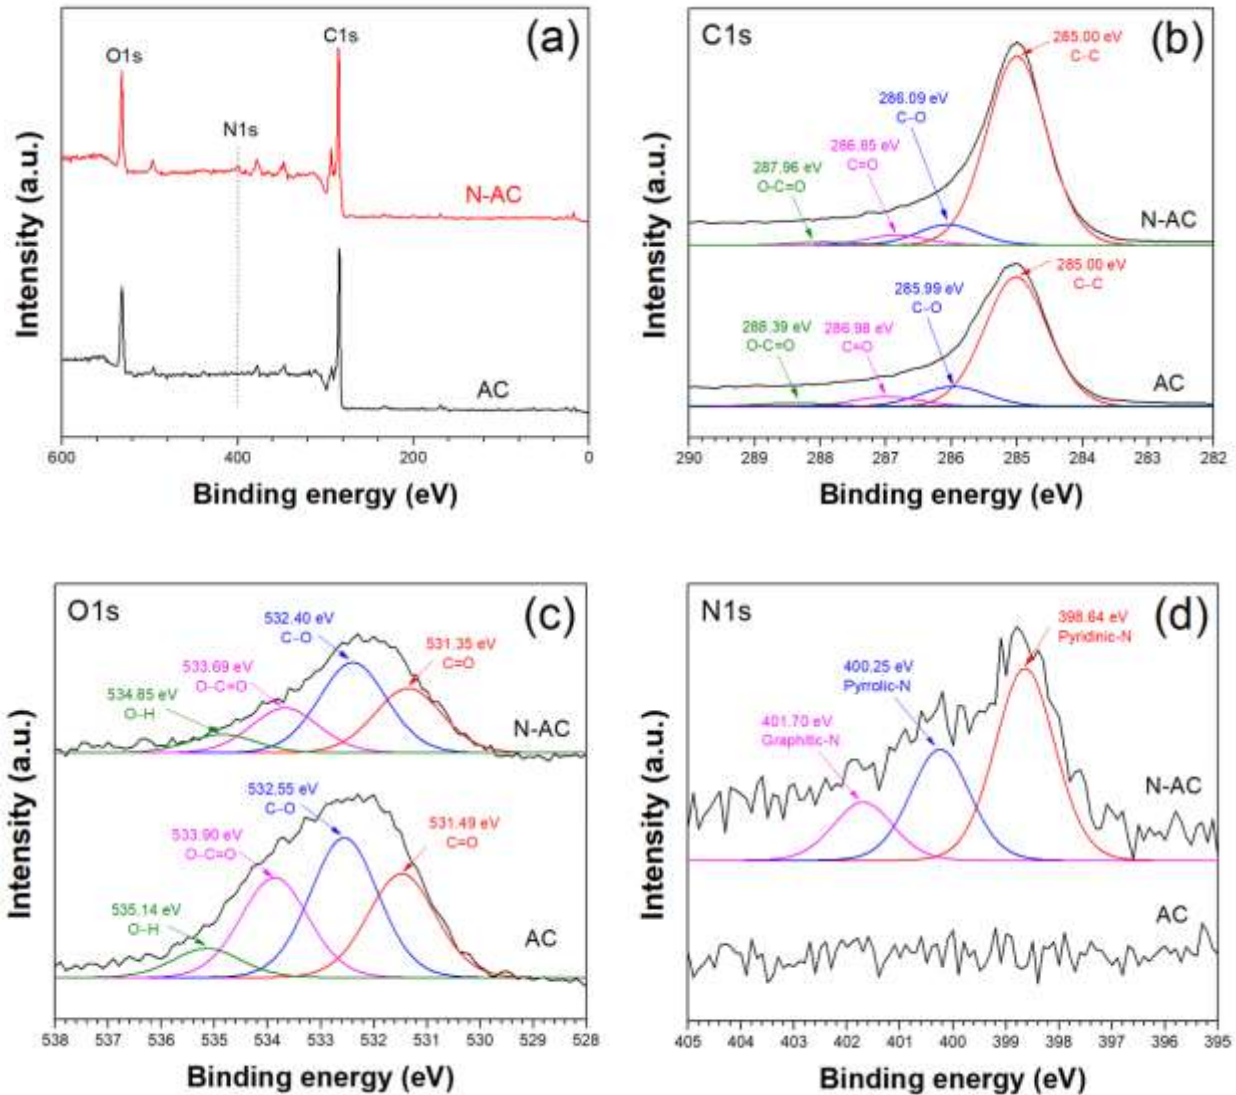 (a)
O1s
C1s
N1s
N-AC
AC
Intensity (a.u.)
600
400
200
0
Binding energy (eV)
C1s
(b)
285.00 eV
C-C
286.09 eV
C-O
286.85 eV
C=O
287.96 eV
O-C=O
N-AC
285.00 eV
C-C
285.99 eV
C-O
286.98 eV
C=O
288.39 eV
O-C=O
AC
Intensity (a.u.)
290
289
288
287
286
285
284
283
282
Binding energy (eV)
O1s
(c)
532.40 eV
C-O
531.35 eV
C=O
533.69 eV
O-C=O
534.85 eV
O-H
N-AC
532.55 eV
C-O
531.49 eV
C=O
533.90 eV
O-C=O
535.14 eV
O-H
AC
Intensity (a.u.)
538
537
536
535
534
533
532
531
530
529
528
Binding energy (eV)
N1s
(d)
398.64 eV
Pyridinic-N
400.25 eV
Pyrrolic-N
401.70 eV
Graphitic-N
N-AC
AC
Intensity (a.u.)
405
404
403
402
401
400
399
398
397
396
395
Binding energy (eV)